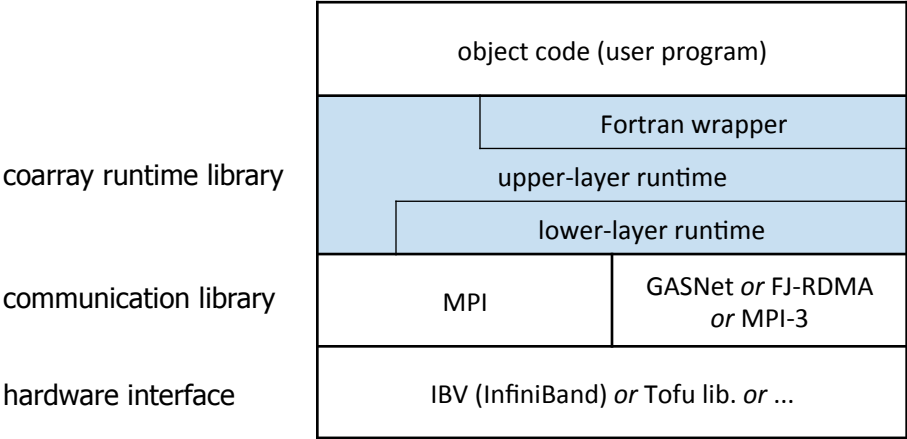 object code (user program)
Fortran wrapper
coarray runtime library
upper-layer runtime
lower-layer runtime
communication library
MPI
GASNet or FJ-RDMA
or MPI-3
hardware interface
IBV (InfiniBand) or Tofu lib. or ...